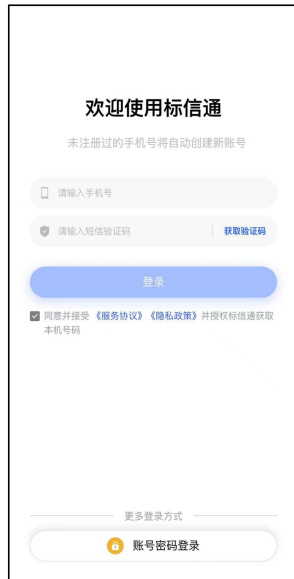 欢迎使用标信通
未注册过的手机号将自动创建新账号
请输入手机号
请输入短信验证码 获取验证码
登录
同意并接受《服务协议》《隐私政策》并授权标信通获取
本机号码
更多登录方式
账号密码登录